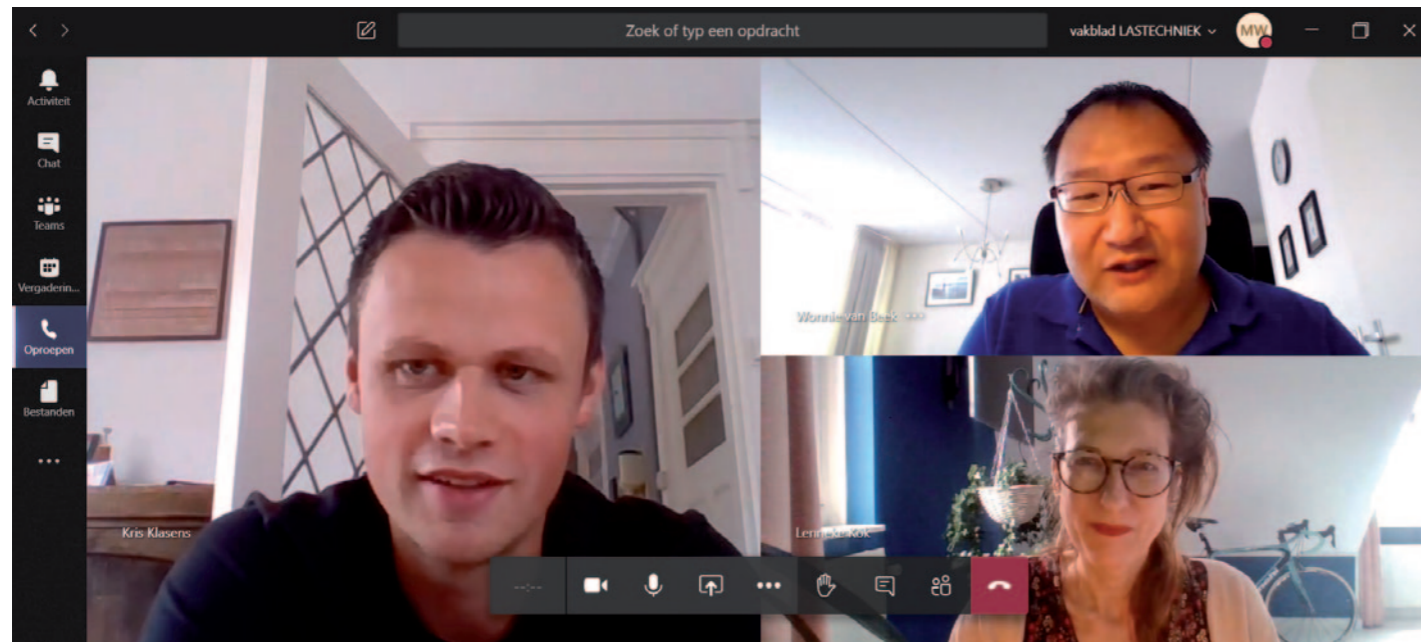 Zoek of typ een opdracht
vakblad LASTECHNIEK
MW
Activiteit
Chat
Teams
Vergaderin...
Oproepen
Bestanden
Kris Klasens
Wonnie van Beek
Lenneke Kok
--:--